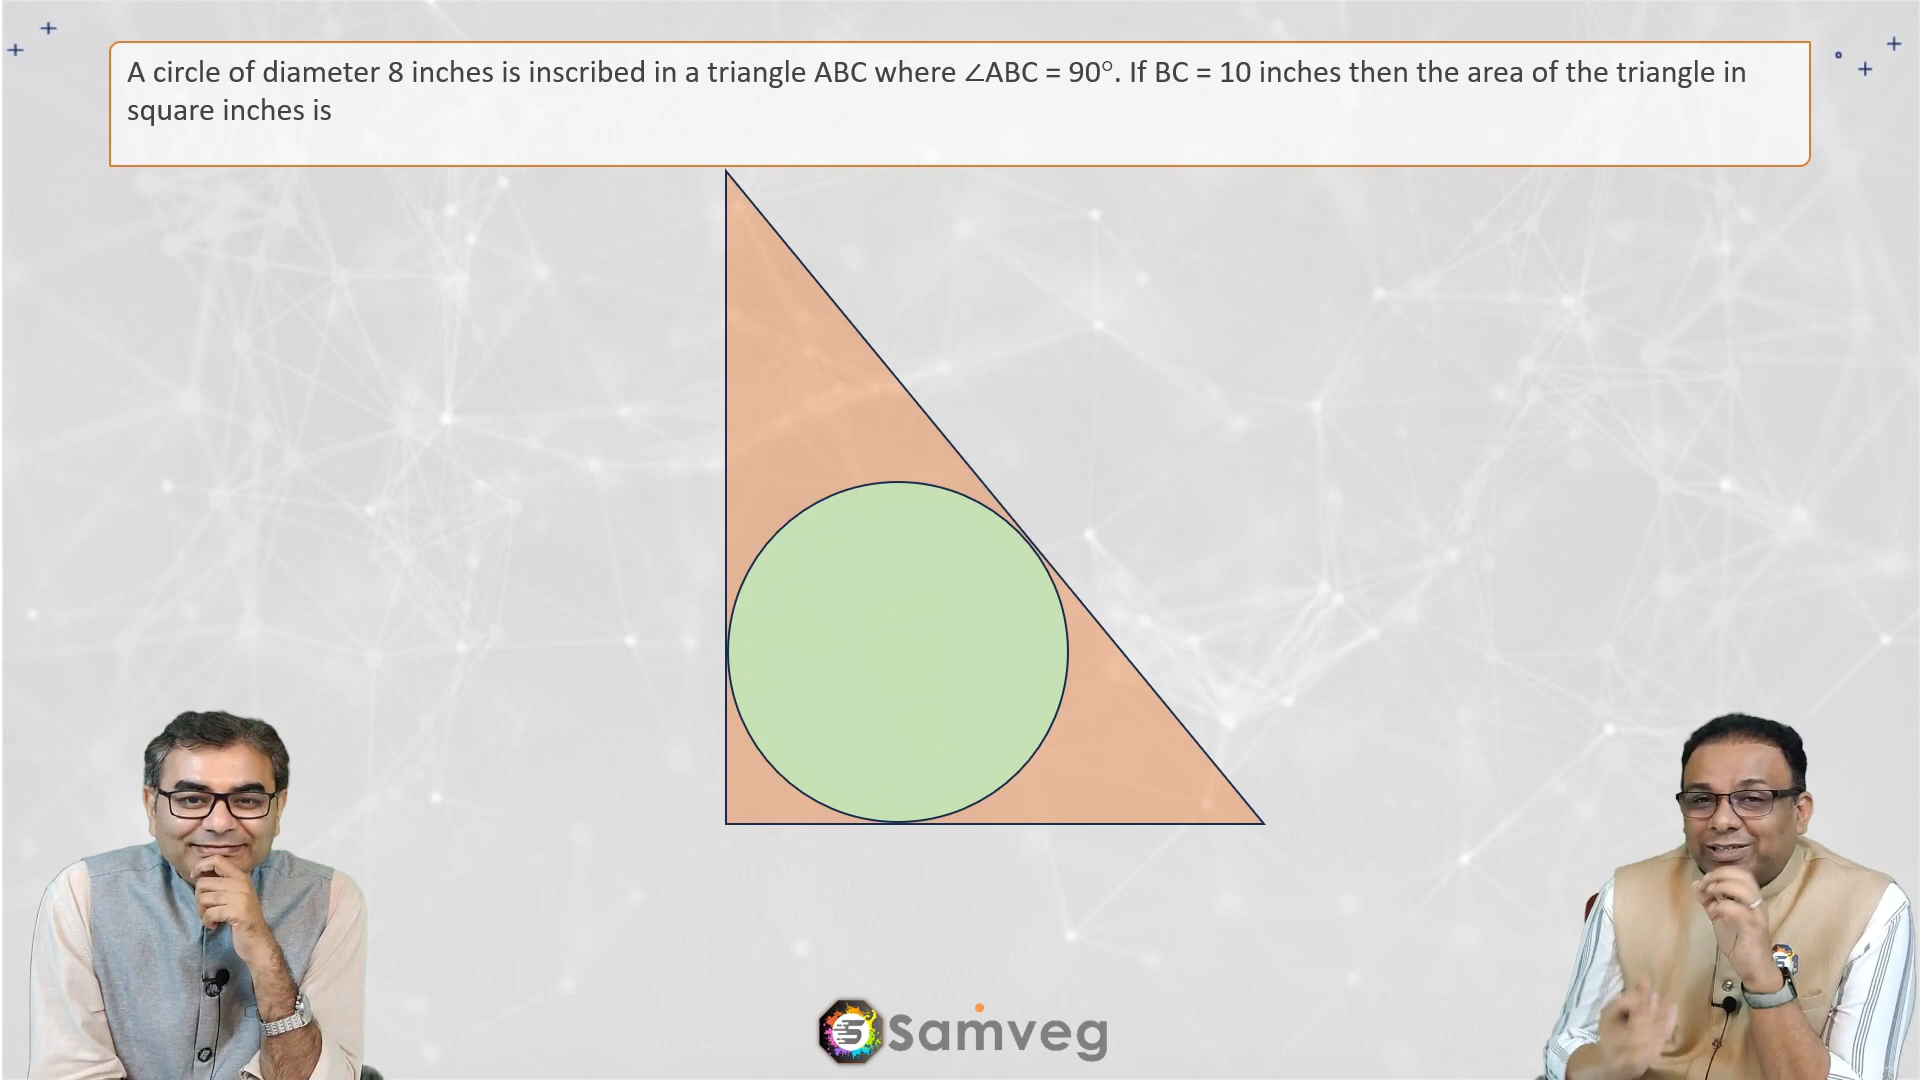 A circle of diameter 8 inches is inscribed in a triangle ABC where ∠ABC = 90°. If BC = 10 inches then the area of the triangle in
square inches is
Samveg